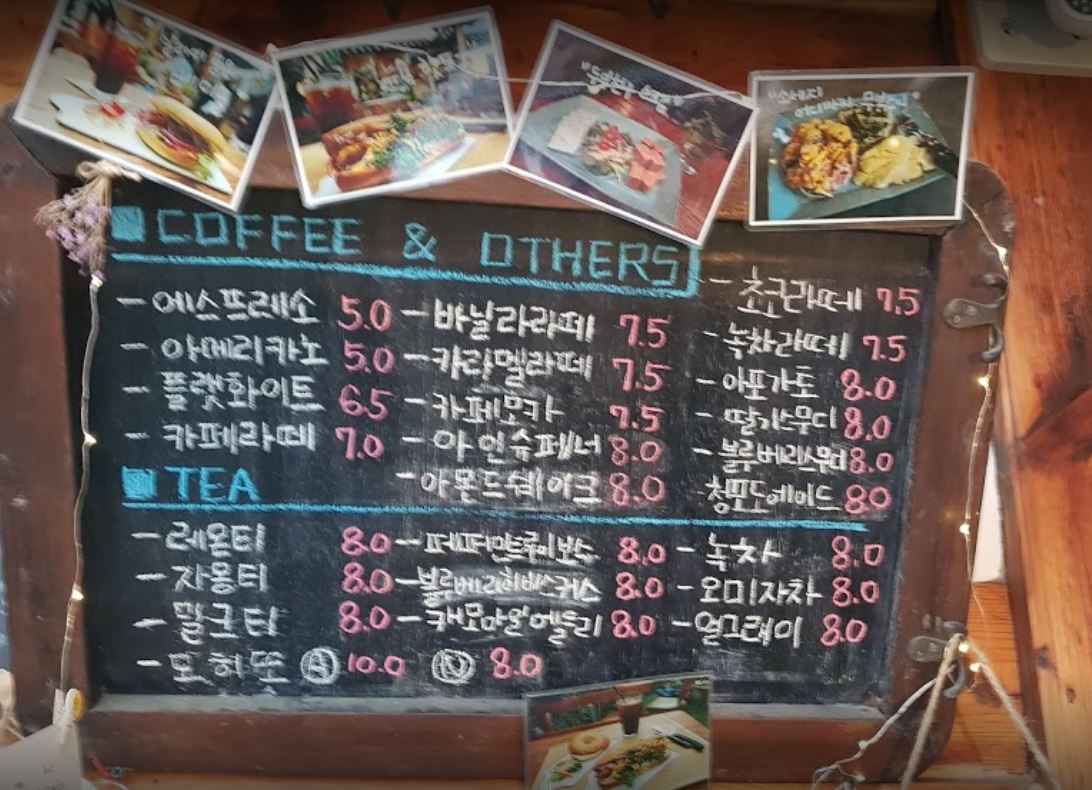 "소세지
COFFEE & OTHERS
- 에스프레소 5.0
- 아메리카노 5.0
- 플랫화이트 6.5
- 카페라떼 7.0
- 바닐라라떼 7.5
- 카라멜라떼 7.5
- 카페모카 7.5
- 아인슈페너 8.0
- 아몬드쉐이크 8.0
- 초코라떼 7.5
- 녹차라떼 7.5
- 아포가토 8.0
- 딸기스무디 8.0
- 블루베리스무디 8.0
- 청포도에이드 8.0
TEA
- 레몬티 8.0
- 자몽티 8.0
- 밀크티 8.0
- 모히또 Ⓐ 10.0 Ⓝ 8.0
- 페퍼민트루이보스 8.0
- 블루베리히비스커스 8.0
- 캐모마일 8.0
- 녹차 8.0
- 오미자차 8.0
- 얼그레이 8.0